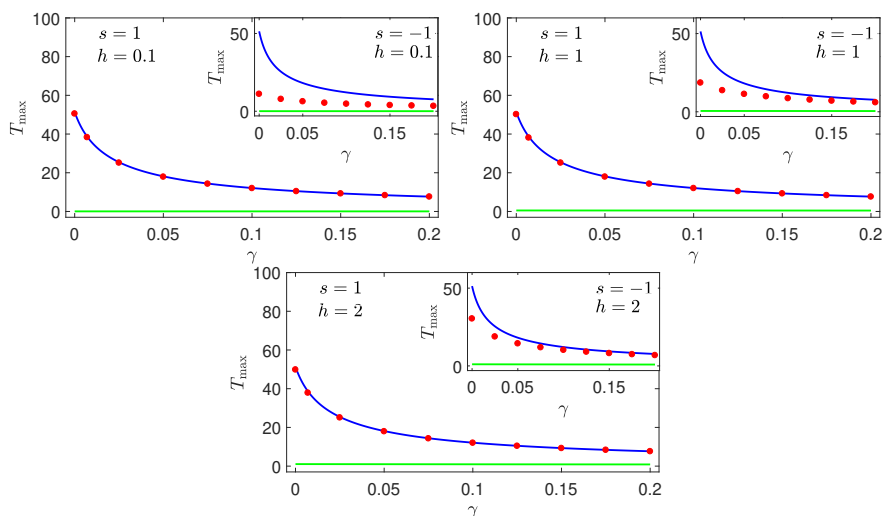 100
80
60
40
20
0
T_max
s = 1
h = 0.1
50
0
T_max
s = −1
h = 0.1
0 0.05 0.15
γ
0 0.05 0.1 0.15 0.2
γ
100
80
60
40
20
0
T_max
s = 1
h = 1
50
0
T_max
s = −1
h = 1
0 0.05 0.15
γ
0 0.05 0.1 0.15 0.2
γ
100
80
60
40
20
0
T_max
s = 1
h = 2
50
0
T_max
s = −1
h = 2
0 0.05 0.15
γ
0 0.05 0.1 0.15 0.2
γ